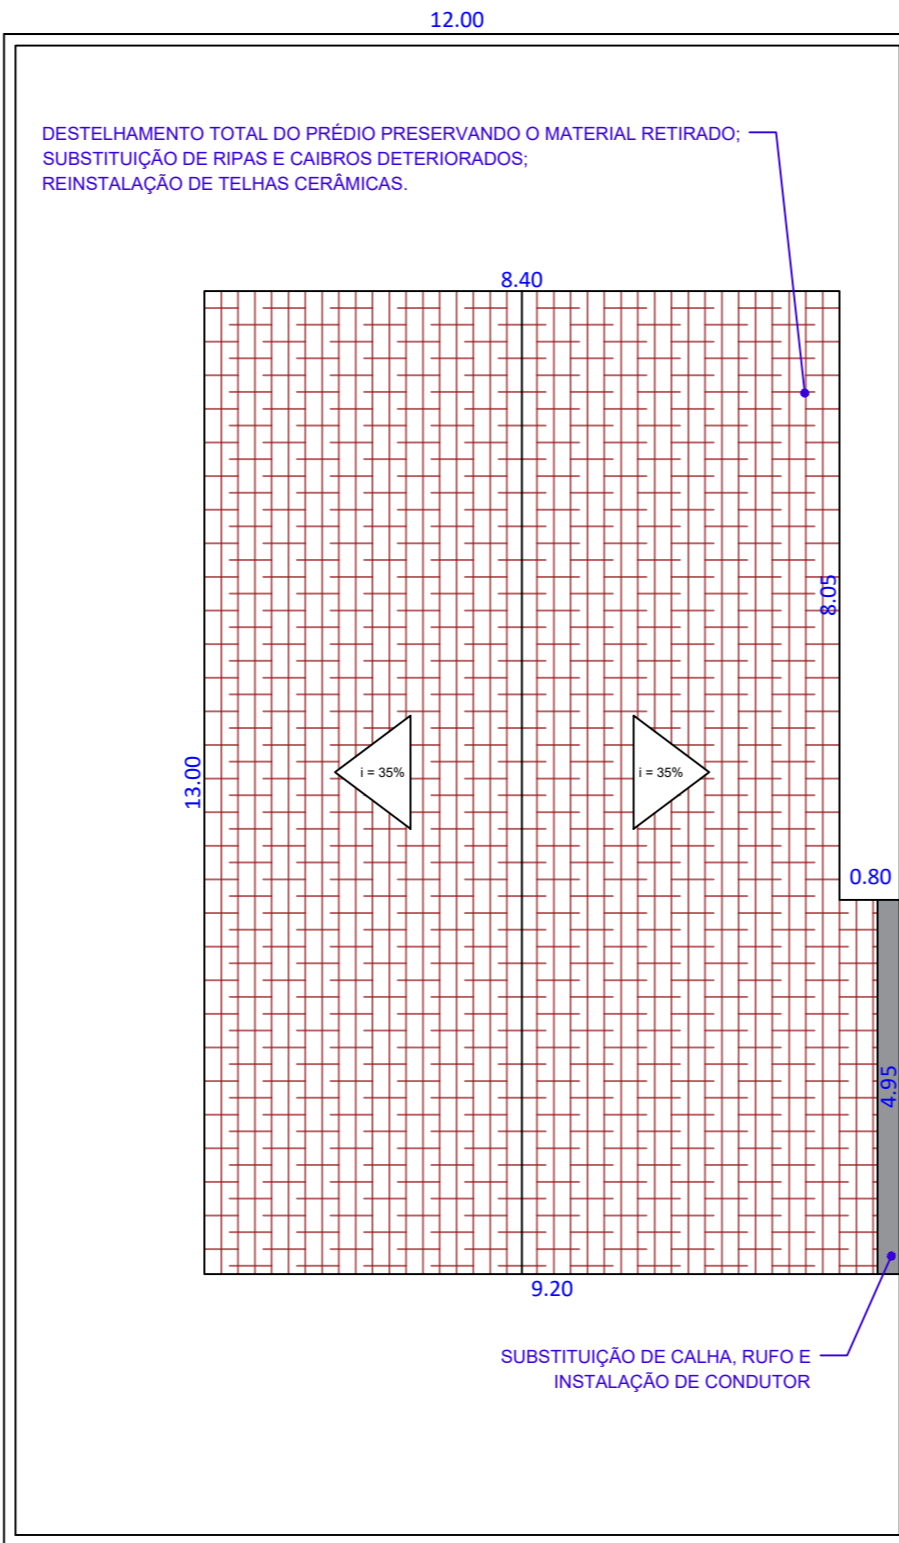 12.00
DESTELHAMENTO TOTAL DO PRÉDIO PRESERVANDO O MATERIAL RETIRADO;
SUBSTITUIÇÃO DE RIPAS E CAIBROS DETERIORADOS;
REINSTALAÇÃO DE TELHAS CERÂMICAS.
8.40
8.05
13.00
i = 35%
i = 35%
0.80
4.95
9.20
SUBSTITUIÇÃO DE CALHA, RUFO E
INSTALAÇÃO DE CONDUTOR